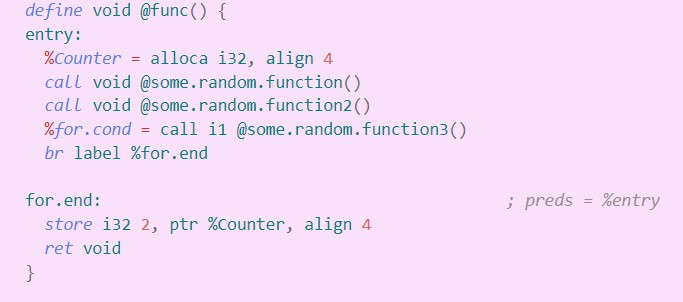 define void @func() {
entry:
  %Counter = alloca i32, align 4
  call void @some.random.function()
  call void @some.random.function2()
  %for.cond = call i1 @some.random.function3()
  br label %for.end

for.end:                                          ; preds = %entry
  store i32 2, ptr %Counter, align 4
  ret void
}